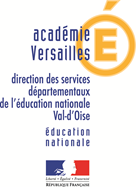 académie
Versailles
É
direction des services
départementaux
de l'éducation nationale
Val-d'Oise
éducation
nationale
Liberté • Égalité • Fraternité
RÉPUBLIQUE FRANÇAISE